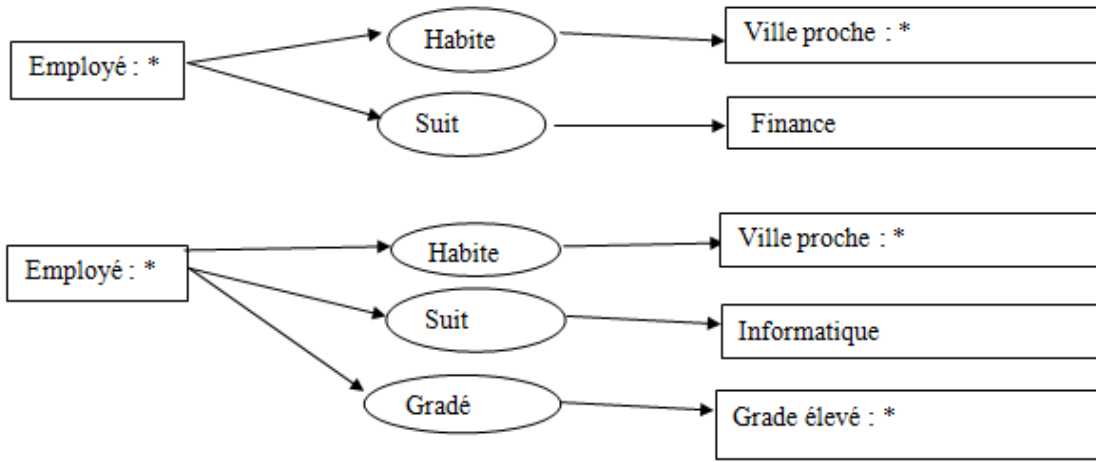 Employé : *
Habite
Ville proche : *
Suit
Finance
Employé : *
Habite
Ville proche : *
Suit
Informatique
Gradé
Grade élevé : *